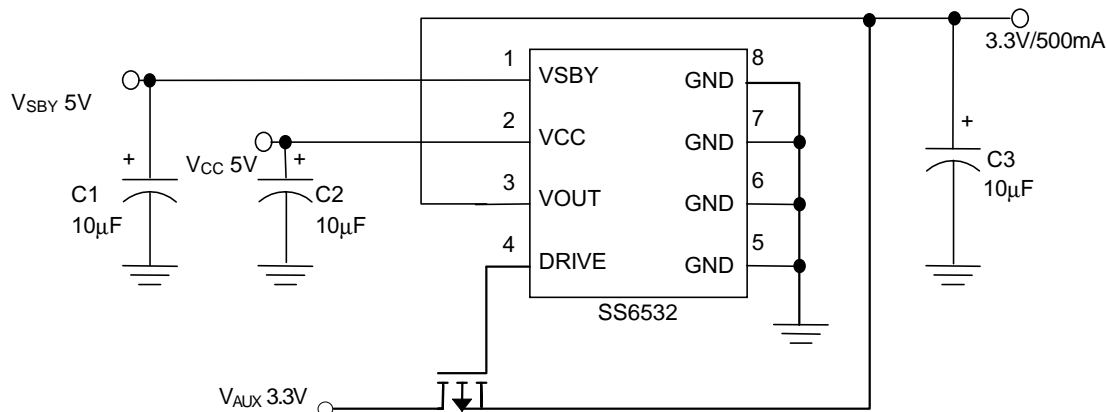 3.3V/500mA
1
VSBY
GND
8
VSBY 5V
2
VCC
GND
7
+
+
+
VCC 5V
C1
10μF
C2
10μF
3
VOUT
GND
6
C3
10μF
4
DRIVE
GND
5
SS6532
VAUX 3.3V